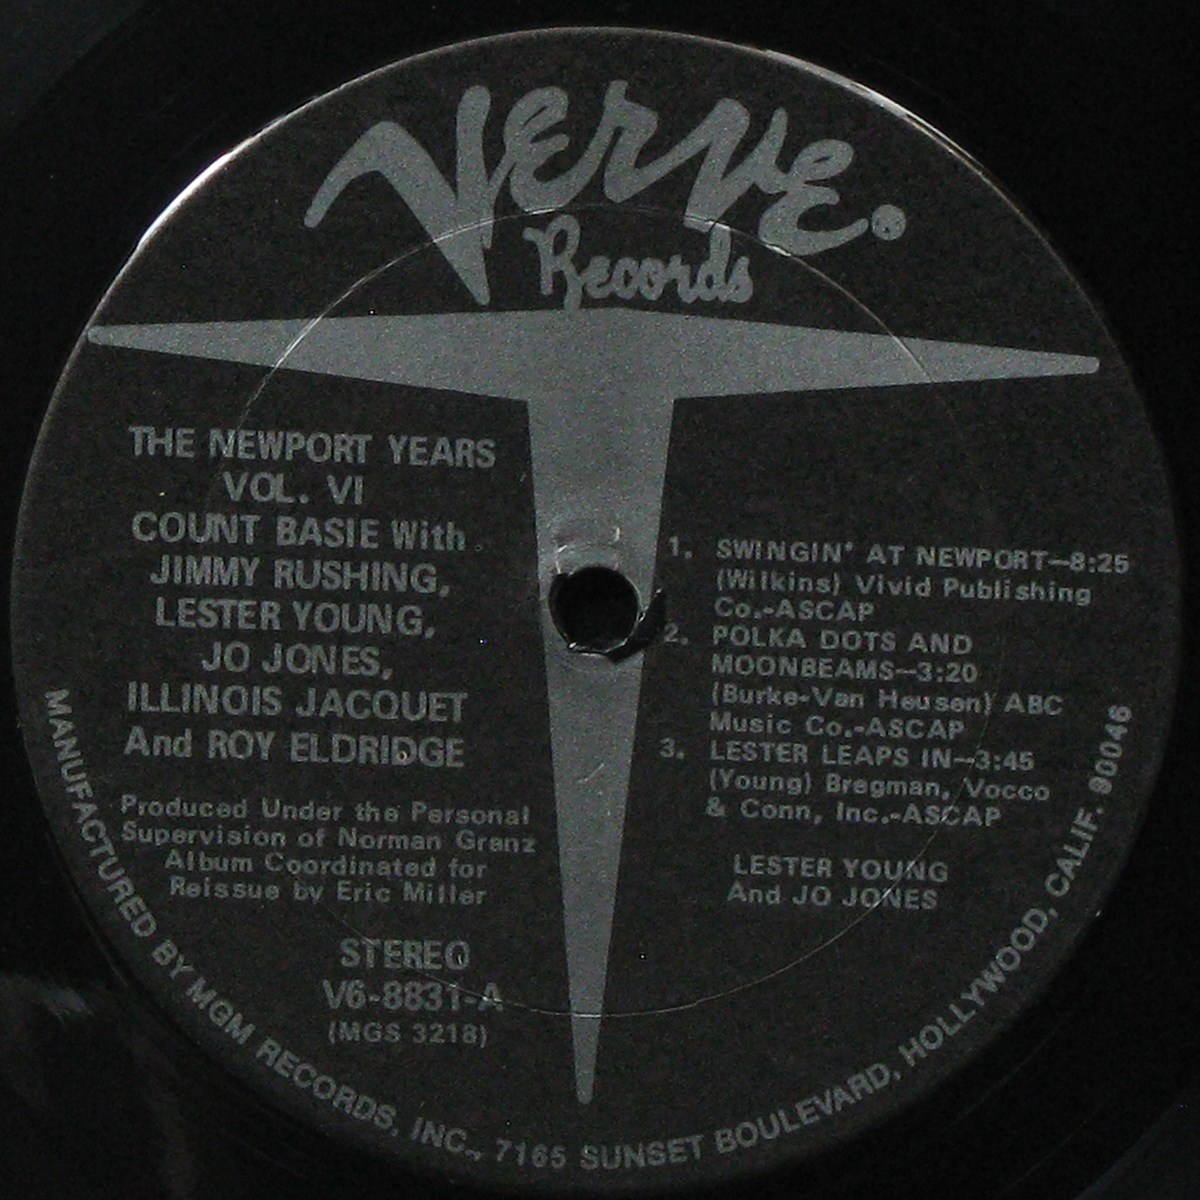 Verve
Records
THE NEWPORT YEARS
VOL. VI
COUNT BASIE With
JIMMY RUSHING,
LESTER YOUNG,
JO JONES,
ILLINOIS JACQUET
And ROY ELDRIDGE
Produced Under the Personal
Supervision of Norman Granz
Album Coordinated for
Reissue by Eric Miller
STEREO
V6-8831-A
(MGS 3218)
1. SWINGIN' AT NEWPORT—8:25
(Wilkins) Vivid Publishing
Co.-ASCAP
2. POLKA DOTS AND
MOONBEAMS—3:20
(Burke-Van Heusen) ABC
Music Co.-ASCAP
3. LESTER LEAPS IN—3:45
(Young) Bregman, Vocco
& Conn, Inc.-ASCAP
LESTER YOUNG
And JO JONES
MANUFACTURED BY MGM RECORDS, INC., 7165 SUNSET BOULEVARD, HOLLYWOOD, CALIF. 90046